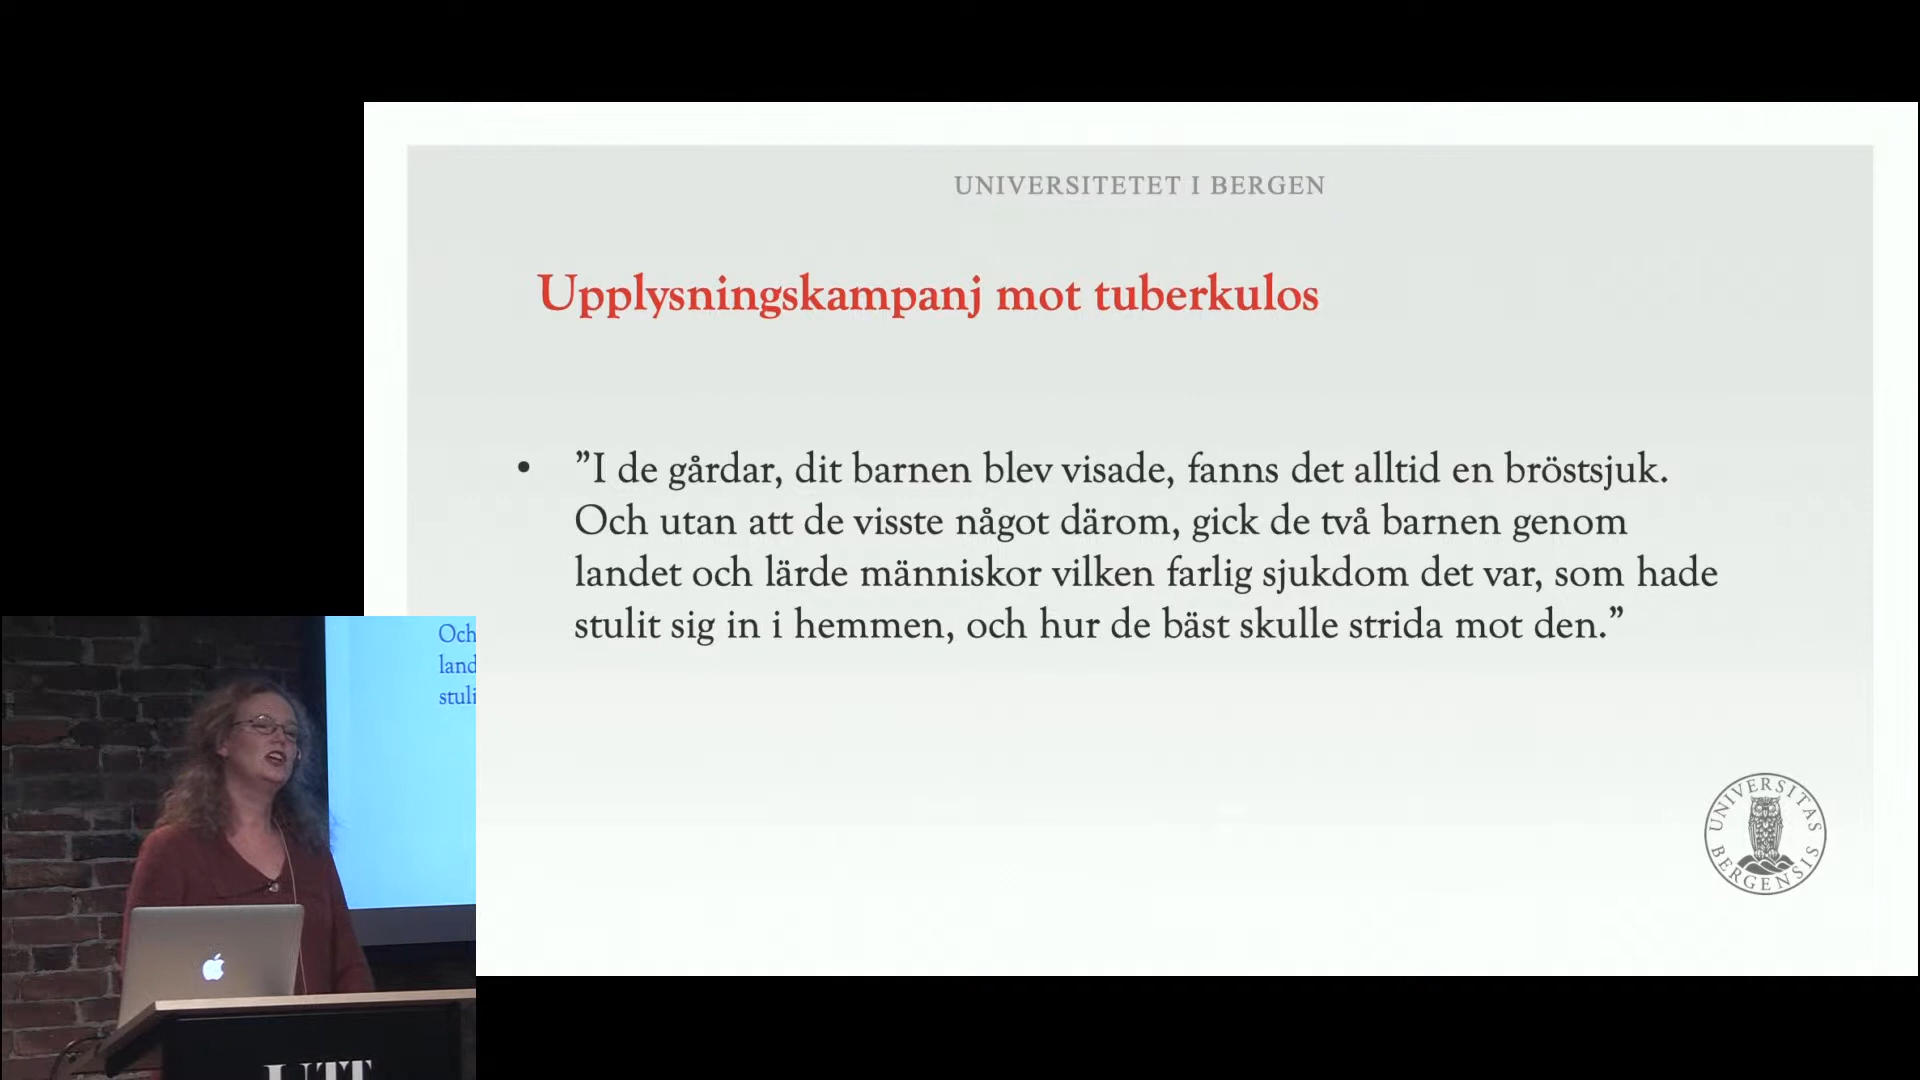 UNIVERSITETET I BERGEN
Upplysningskampanj mot tuberkulos
• ”I de gårdar, dit barnen blev visade, fanns det alltid en bröstsjuk.
Och utan att de visste något därom, gick de två barnen genom
landet och lärde människor vilken farlig sjukdom det var, som hade
stulit sig in i hemmen, och hur de bäst skulle strida mot den.”
UNIVERSITAS BERGENSIS
Och
land
stuli